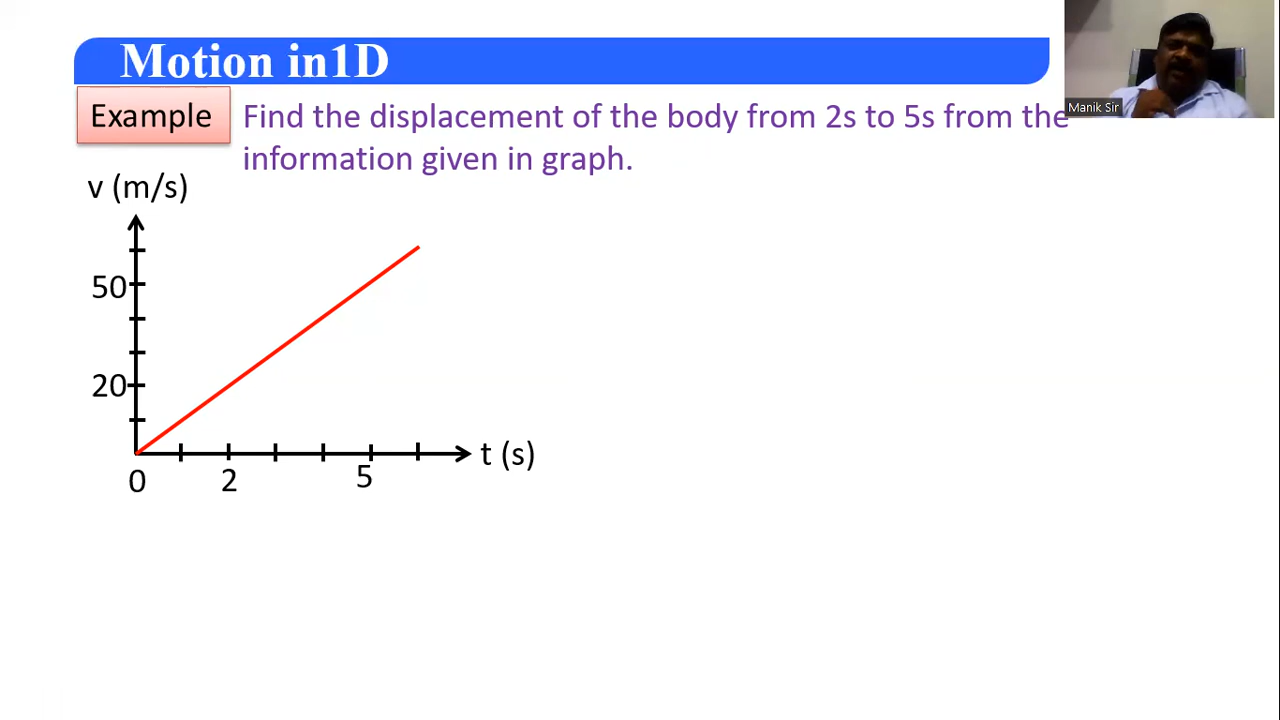 Motion in1D
Manik Sir
Example
Find the displacement of the body from 2s to 5s from the
information given in graph.
v (m/s)
50
20
0
2
5
t (s)